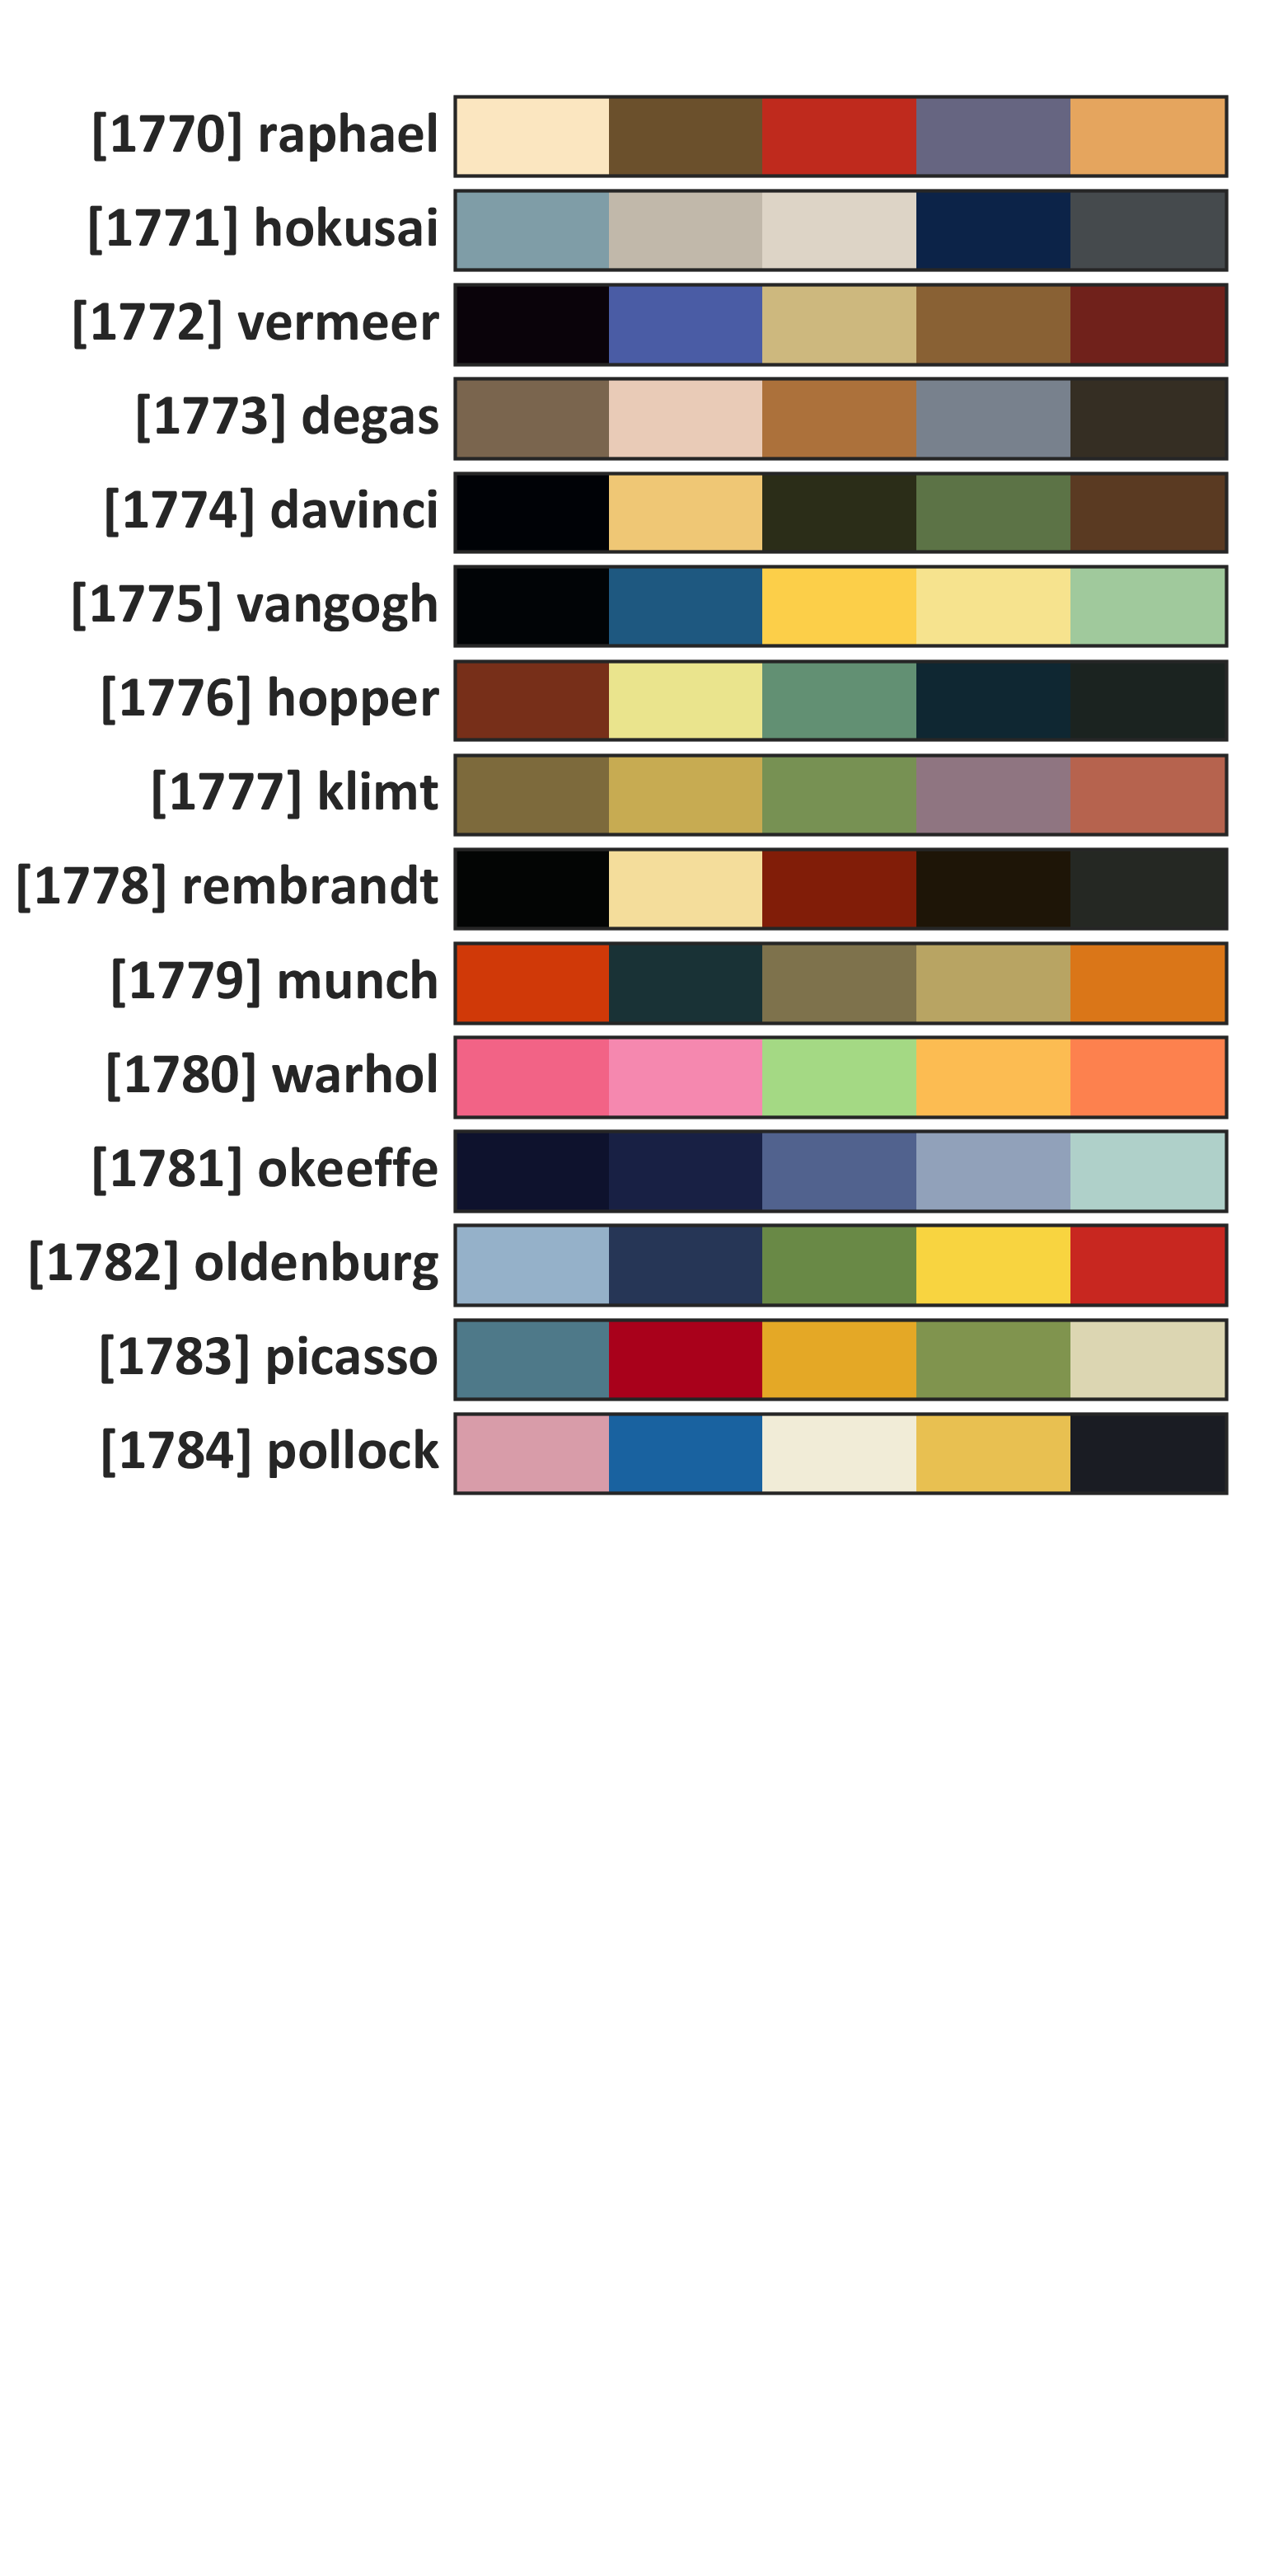 [1770] raphael
[1771] hokusai
[1772] vermeer
[1773] degas
[1774] davinci
[1775] vangogh
[1776] hopper
[1777] klimt
[1778] rembrandt
[1779] munch
[1780] warhol
[1781] okeeffe
[1782] oldenburg
[1783] picasso
[1784] pollock